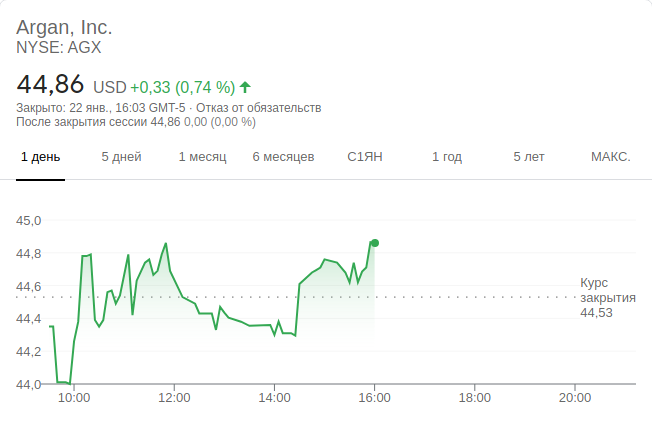 Argan, Inc.
NYSE: AGX
44,86 USD +0,33 (0,74 %)
Закрыто: 22 янв., 16:03 GMT-5 · Отказ от обязательств
После закрытия сессии 44,86 0,00 (0,00 %)
1 день 5 дней 1 месяц 6 месяцев С1ЯН 1 год 5 лет МАКС.
45,0
44,8
44,6
44,4
44,2
44,0
Курс
закрытия
44,53
10:00 12:00 14:00 16:00 18:00 20:00